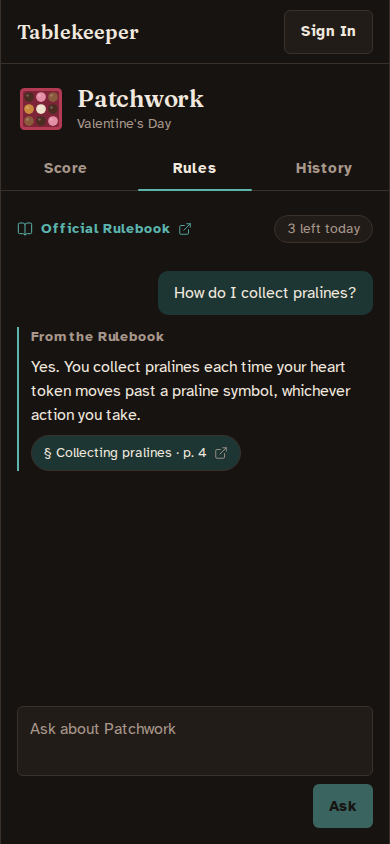 Tablekeeper
Sign In
Patchwork
Valentine's Day
Score
Rules
History
Official Rulebook
3 left today
How do I collect pralines?
From the Rulebook
Yes. You collect pralines each time your heart
token moves past a praline symbol, whichever
action you take.
§ Collecting pralines · p. 4
Ask about Patchwork
Ask